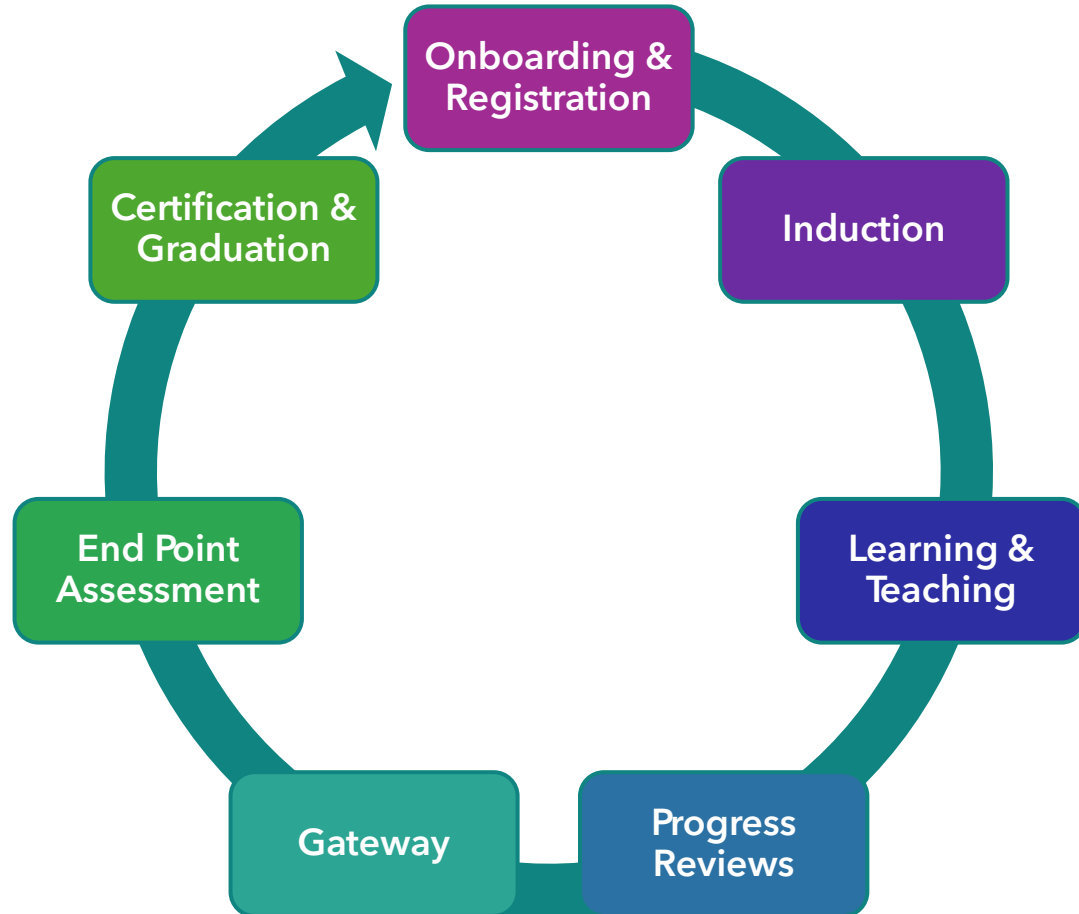 Onboarding &
Registration
Induction
Learning &
Teaching
Progress
Reviews
Gateway
End Point
Assessment
Certification &
Graduation